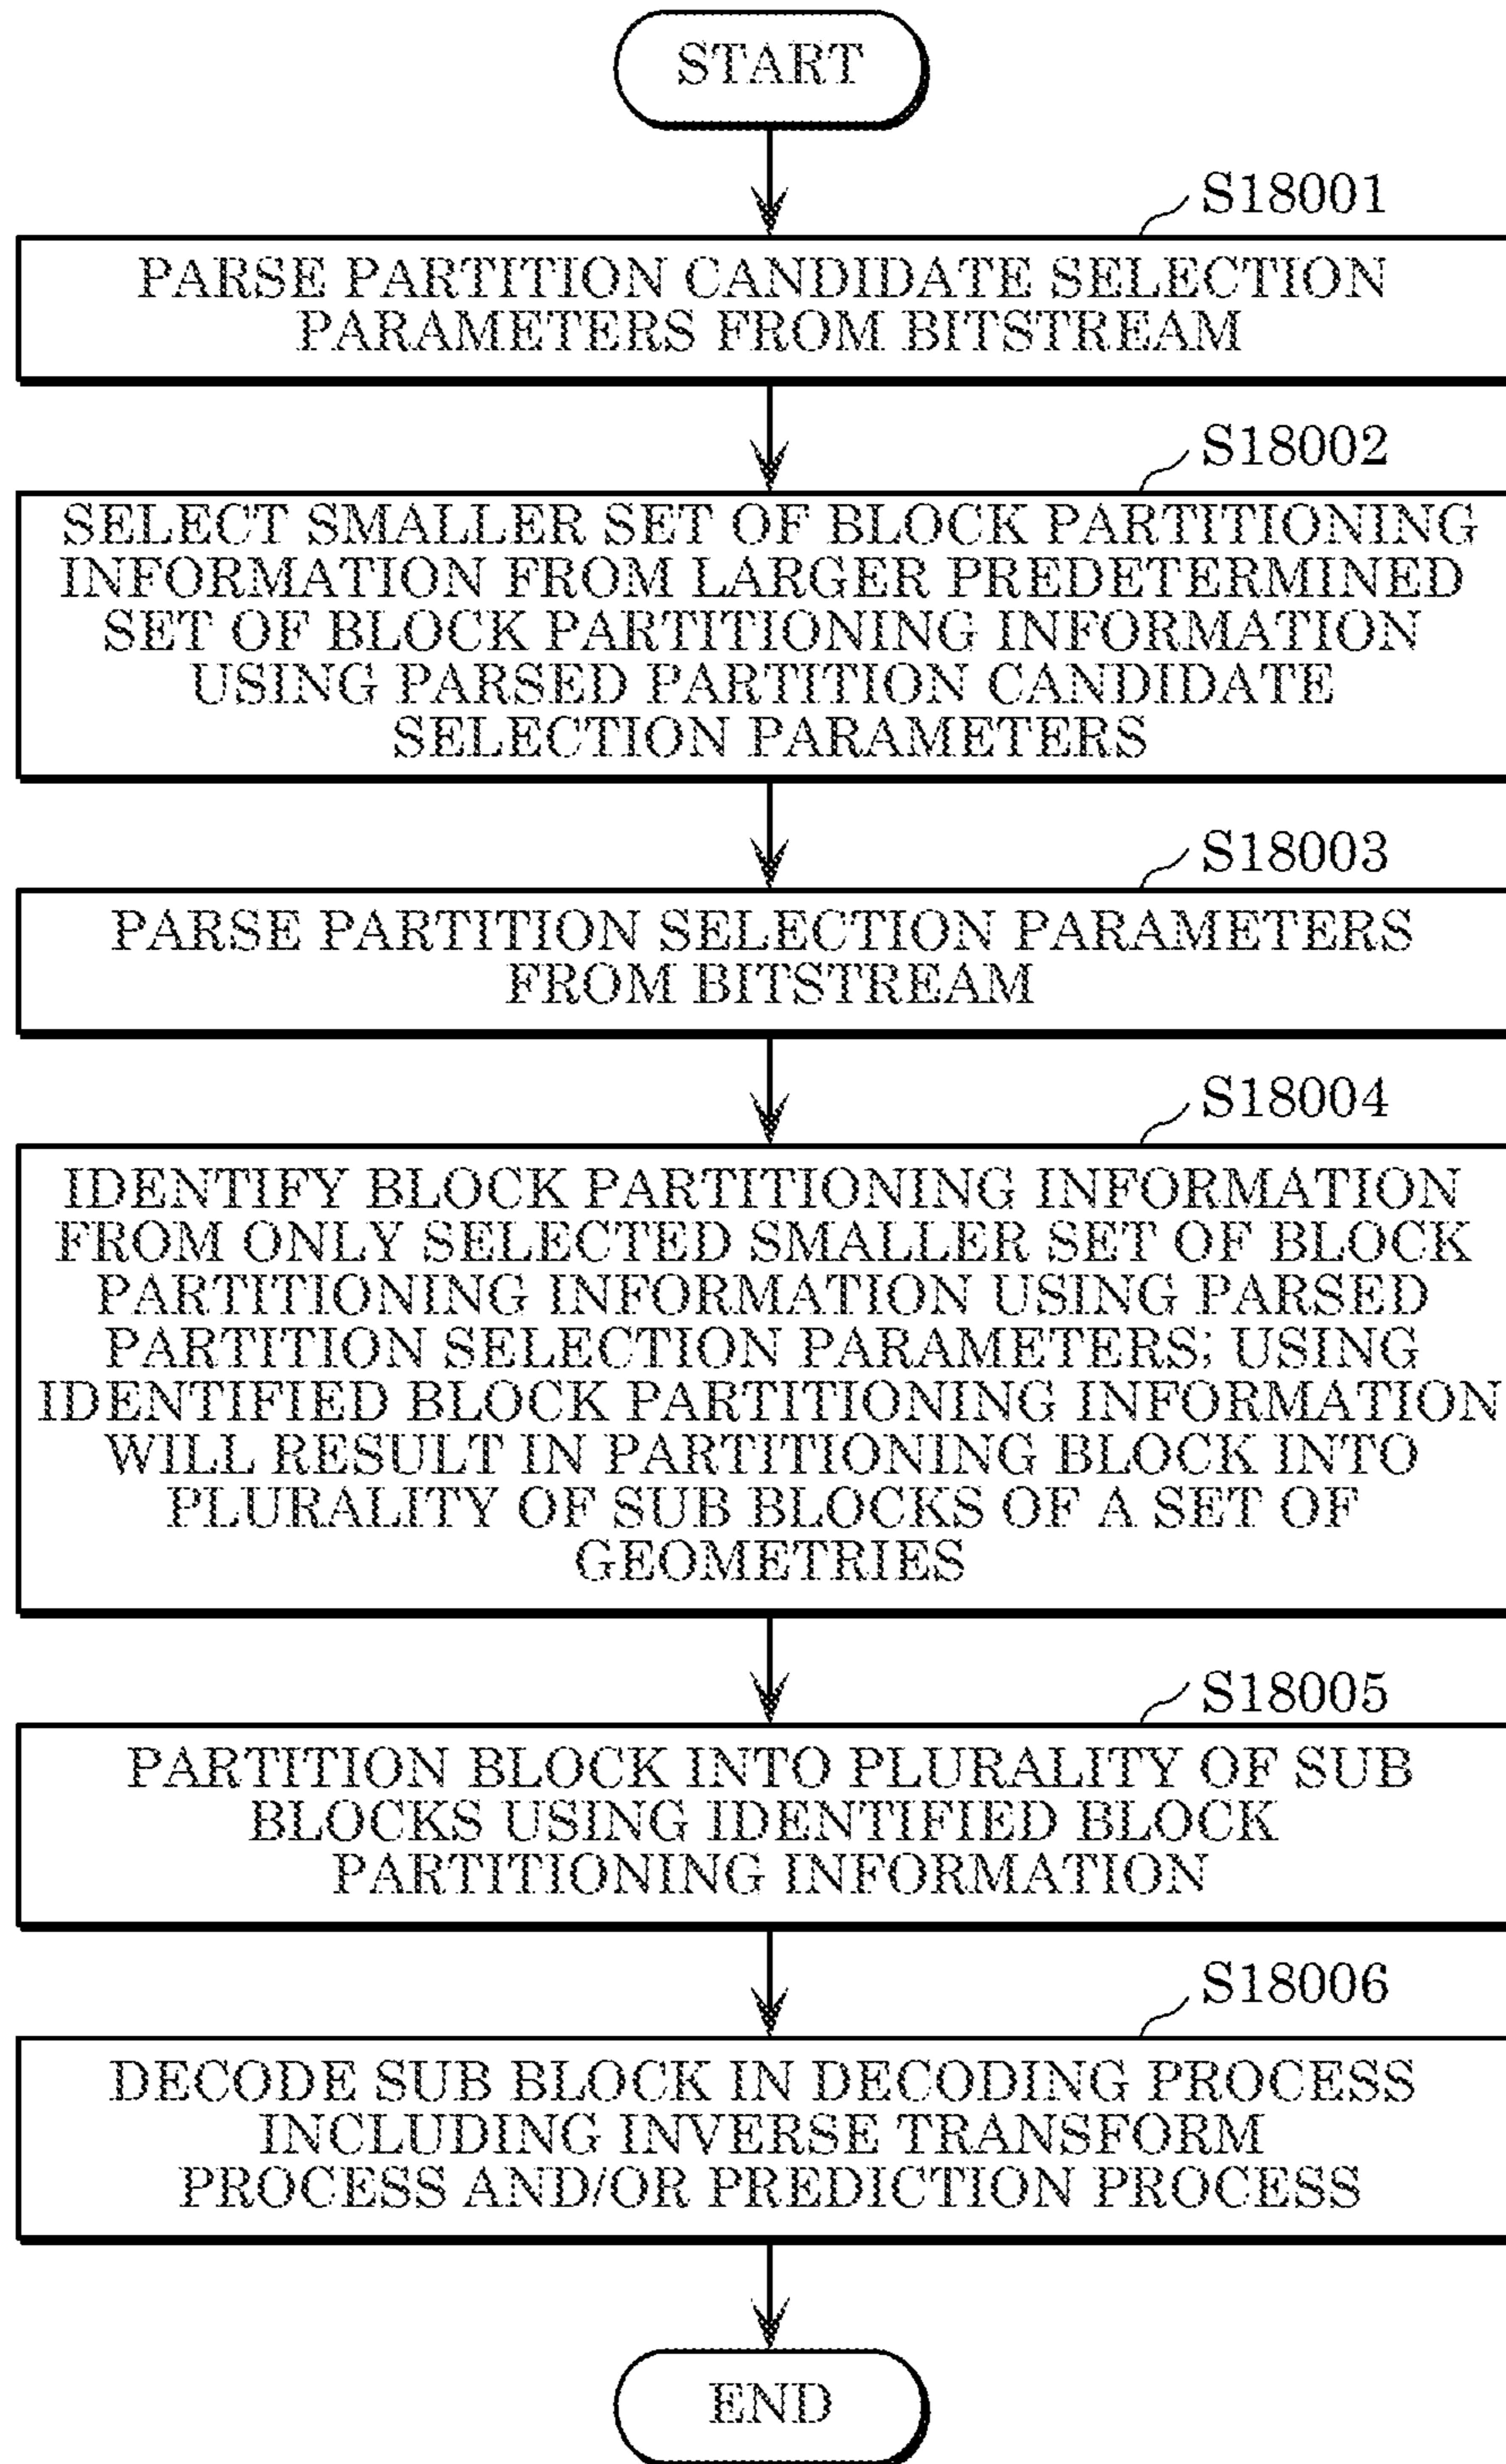 START
S18001
PARSE PARTITION CANDIDATE SELECTION
PARAMETERS FROM BITSTREAM
S18002
SELECT SMALLER SET OF BLOCK PARTITIONING
INFORMATION FROM LARGER PREDETERMINED
SET OF BLOCK PARTITIONING INFORMATION
USING PARSED PARTITION CANDIDATE
SELECTION PARAMETERS
S18003
PARSE PARTITION SELECTION PARAMETERS
FROM BITSTREAM
S18004
IDENTIFY BLOCK PARTITIONING INFORMATION
FROM ONLY SELECTED SMALLER SET OF BLOCK
PARTITIONING INFORMATION USING PARSED
PARTITION SELECTION PARAMETERS; USING
IDENTIFIED BLOCK PARTITIONING INFORMATION
WILL RESULT IN PARTITIONING BLOCK INTO
PLURALITY OF SUB BLOCKS OF A SET OF
GEOMETRIES
S18005
PARTITION BLOCK INTO PLURALITY OF SUB
BLOCKS USING IDENTIFIED BLOCK
PARTITIONING INFORMATION
S18006
DECODE SUB BLOCK IN DECODING PROCESS
INCLUDING INVERSE TRANSFORM
PROCESS AND/OR PREDICTION PROCESS
END